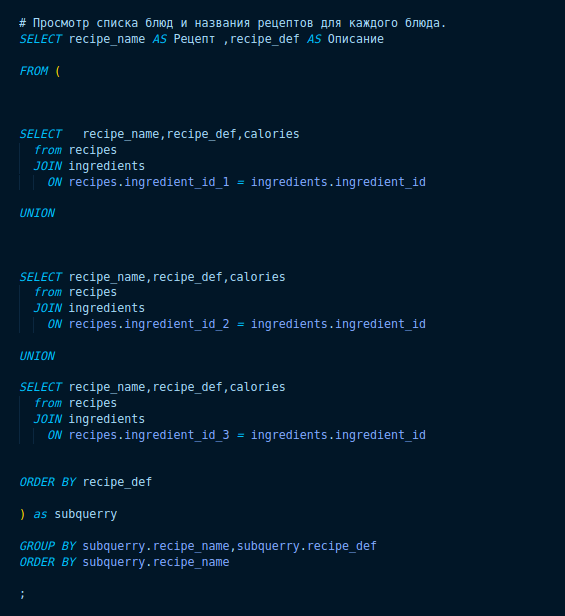 # Просмотр списка блюд и названия рецептов для каждого блюда.
SELECT recipe_name AS Рецепт ,recipe_def AS Описание
FROM (
SELECT   recipe_name,recipe_def,calories
from recipes
JOIN ingredients
ON recipes.ingredient_id_1 = ingredients.ingredient_id
UNION
SELECT recipe_name,recipe_def,calories
from recipes
JOIN ingredients
ON recipes.ingredient_id_2 = ingredients.ingredient_id
UNION
SELECT recipe_name,recipe_def,calories
from recipes
JOIN ingredients
ON recipes.ingredient_id_3 = ingredients.ingredient_id
ORDER BY recipe_def
) as subquerry
GROUP BY subquerry.recipe_name,subquerry.recipe_def
ORDER BY subquerry.recipe_name
;